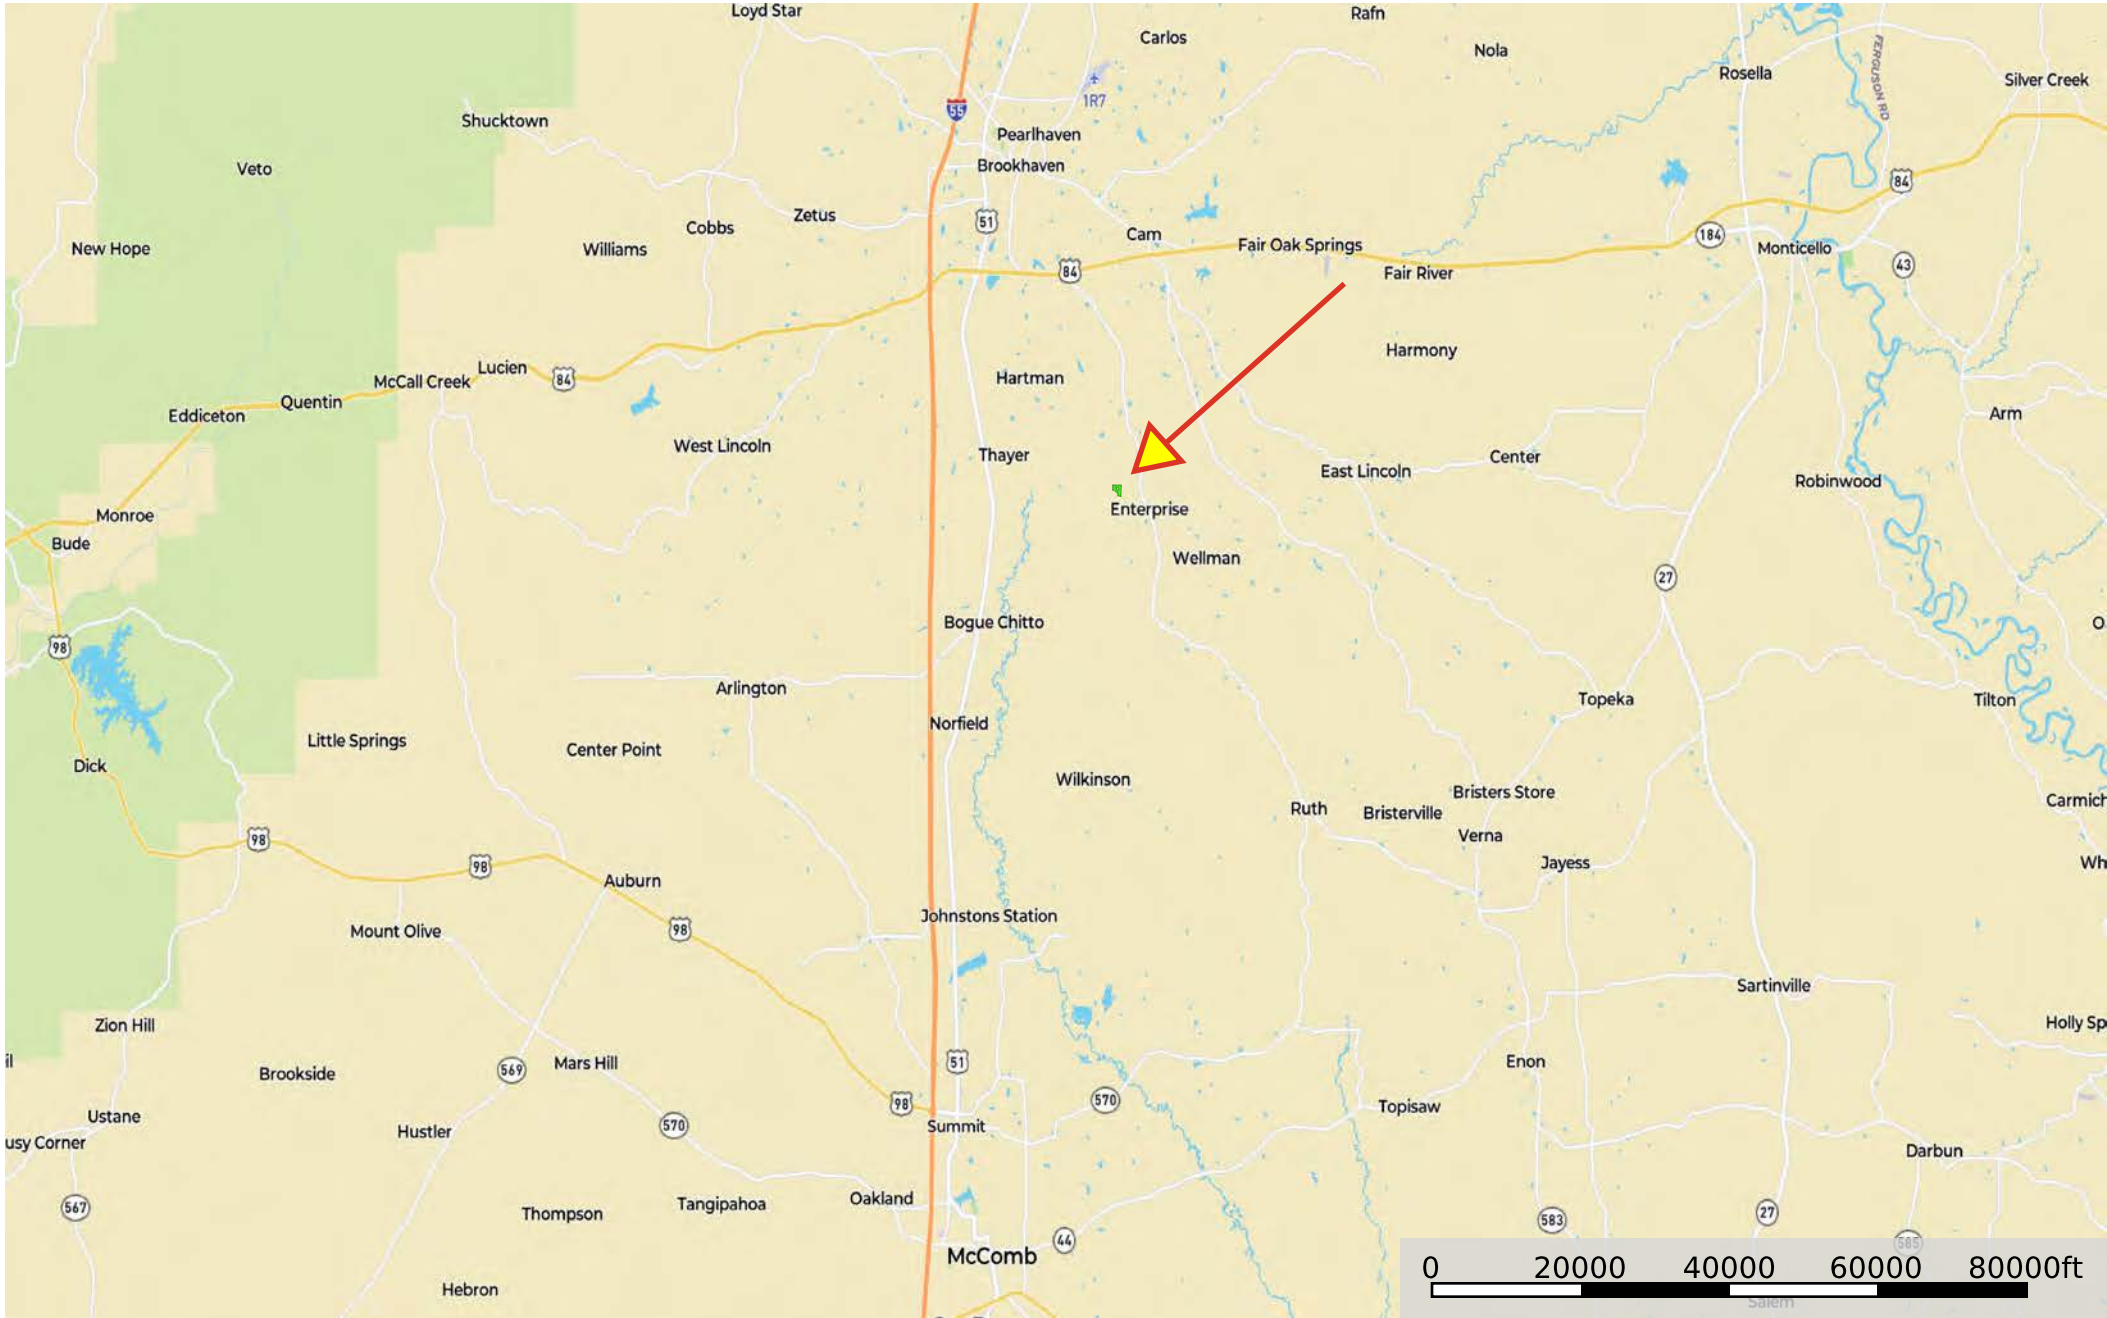 Loyd Star
Rafn
Carlos
Nola
FERGUSON RD
Rosella
Silver Creek
1R7
55
Shucktown
Pearlhaven
Brookhaven
Veto
84
Zetus
51
Cobbs
Cam
184
New Hope
Williams
Fair Oak Springs
Monticello
43
84
Fair River
Harmony
Lucien
Hartman
84
McCall Creek
Quentin
Eddiceton
Arm
West Lincoln
Thayer
Center
East Lincoln
Robinwood
Enterprise
Monroe
Bude
Wellman
27
Bogue Chitto
O
98
Arlington
Topeka
Tilton
Norfield
Little Springs
Center Point
Dick
Wilkinson
Bristers Store
Carmich
Ruth
Bristerville
98
Verna
98
Jayess
Wh
Auburn
Johnstons Station
98
Mount Olive
Sartinville
Zion Hill
Holly Sp
il
51
Enon
569
Mars Hill
Brookside
98
570
Topisaw
Ustane
570
Summit
Hustler
usy Corner
Darbun
Oakland
Tangipahoa
567
Thompson
27
583
44
585
McComb
0 20000 40000 60000 80000ft
Hebron
Salem